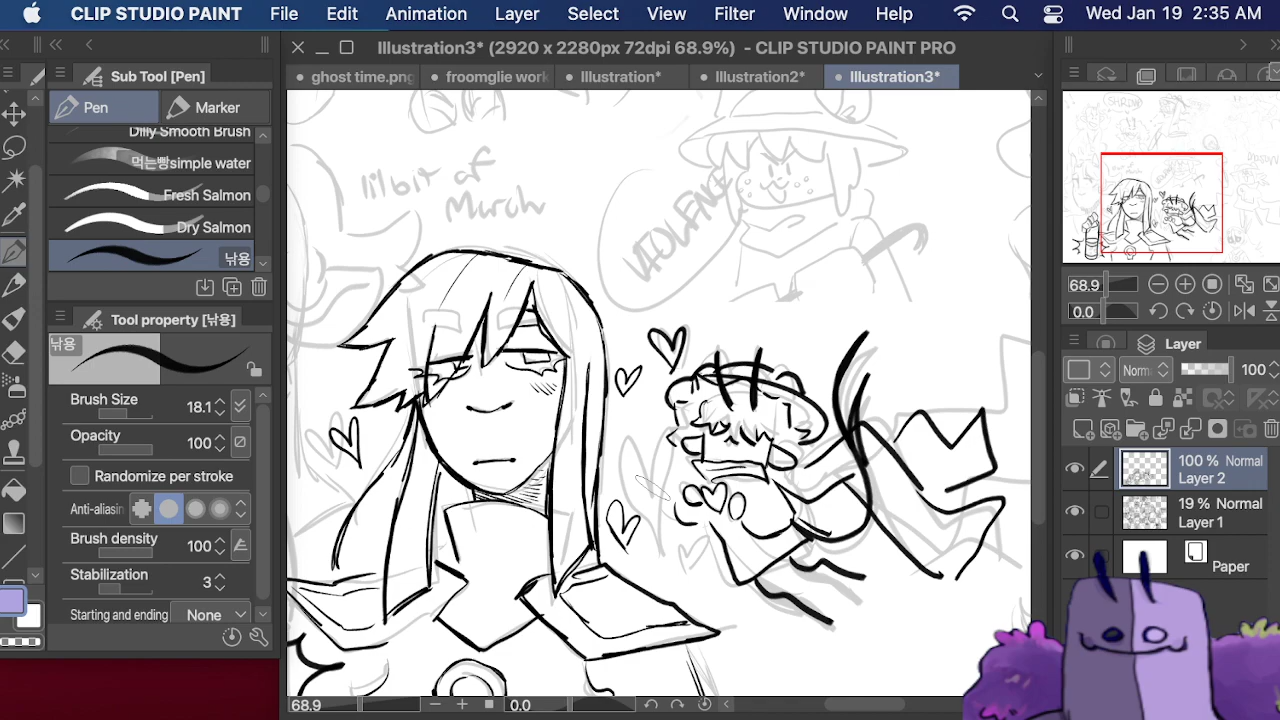 CLIP STUDIO PAINT File Edit Animation Layer Select View Filter Window Help Wed Jan 19 2:35 AM
Illustration3* (2920 x 2280px 72dpi 68.9%) - CLIP STUDIO PAINT PRO
Sub Tool [Pen]
ghost time.png froomglie work Illustration* Illustration2* Illustration3*
Pen Marker
Dilly Smooth Brush
먹는빵simple water
Fresh Salmon
Dry Salmon
낚용
Tool property [낚용]
낚용
Brush Size 18.1
Opacity 100
Randomize per stroke
Anti-aliasin
Brush density 100
Stabilization 3
Starting and ending None
lil bit of
March
VIOLENCE
68.9 0.0
68.9
0.0
Layer
Norm 100
100 % Normal
Layer 2
19 % Normal
Layer 1
Paper